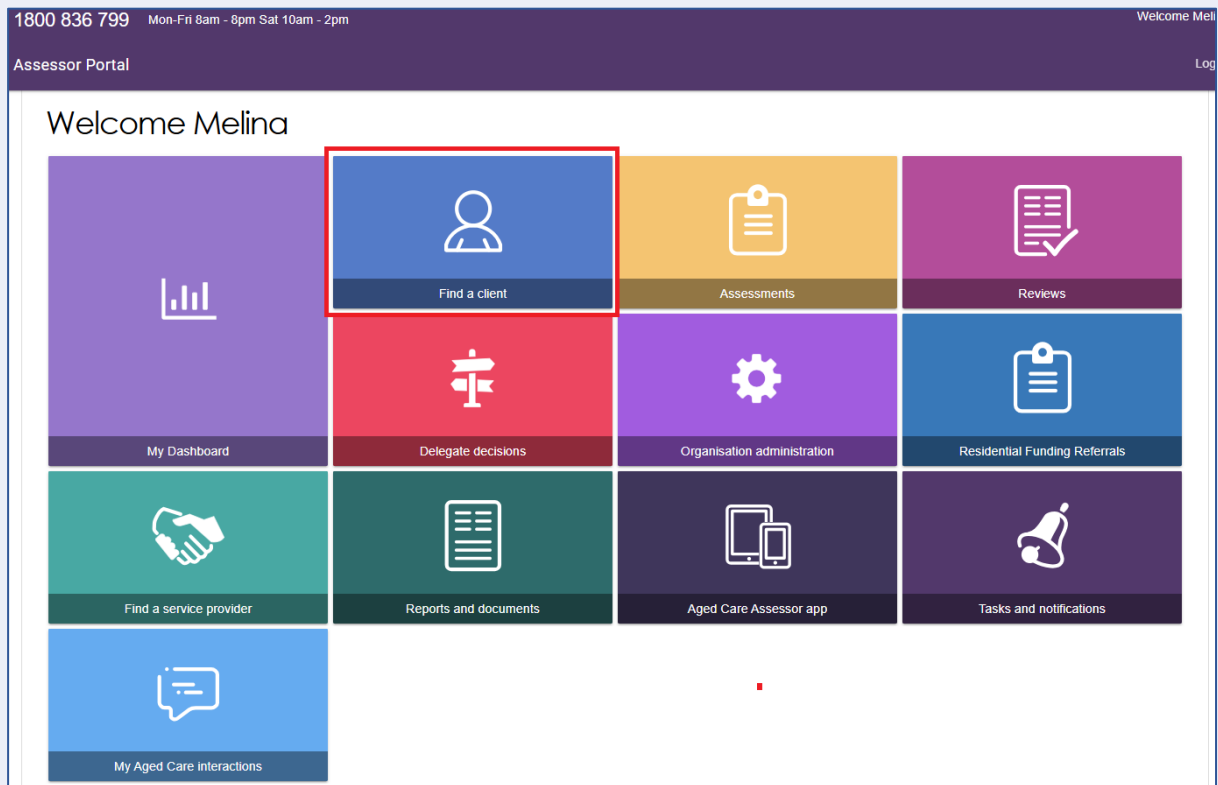 1800 836 799 Mon-Fri 8am - 8pm Sat 10am - 2pm
Welcome Meli
Assessor Portal
Log
Welcome Melina
Find a client
Assessments
Reviews
My Dashboard
Delegate decisions
Organisation administration
Residential Funding Referrals
Find a service provider
Reports and documents
Aged Care Assessor app
Tasks and notifications
My Aged Care interactions